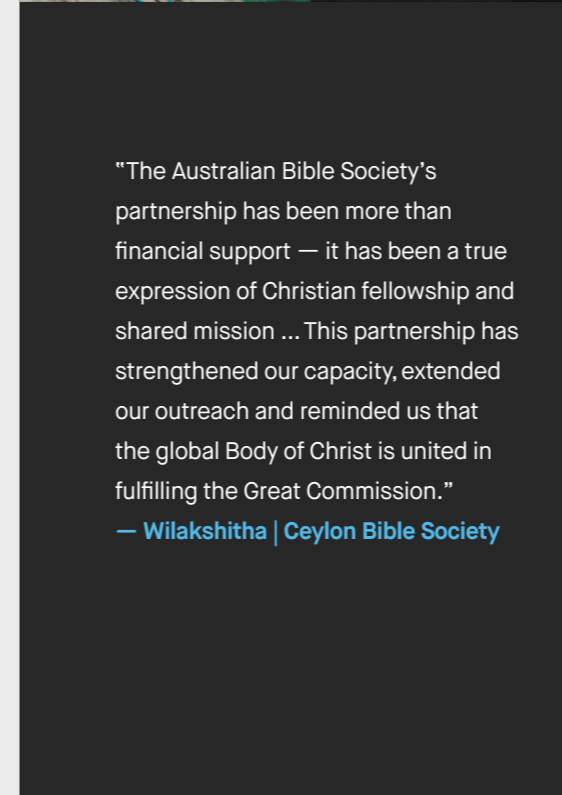 "The Australian Bible Society’s
partnership has been more than
financial support — it has been a true
expression of Christian fellowship and
shared mission ... This partnership has
strengthened our capacity, extended
our outreach and reminded us that
the global Body of Christ is united in
fulfilling the Great Commission.”
— Wilakshitha | Ceylon Bible Society